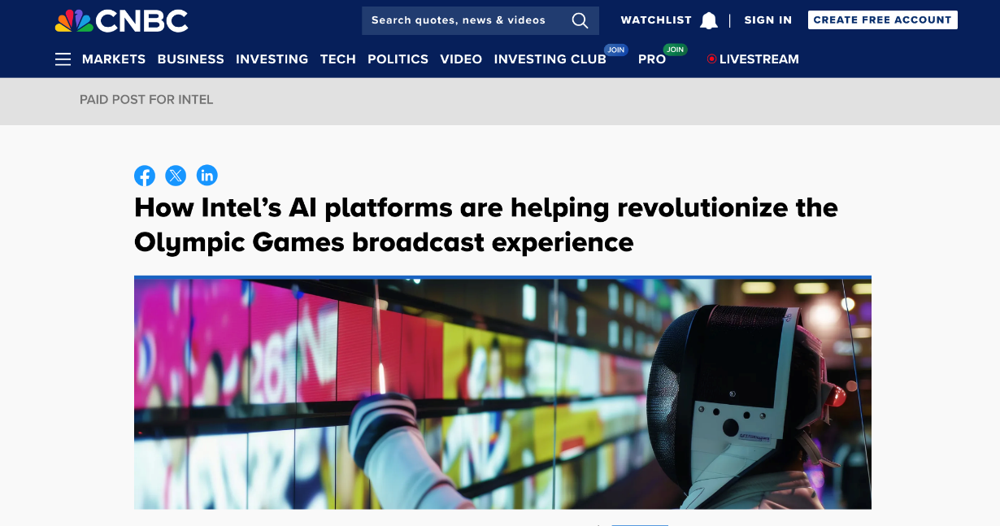 CNBC
Search quotes, news & videos
WATCHLIST
SIGN IN
CREATE FREE ACCOUNT
MARKETS BUSINESS INVESTING TECH POLITICS VIDEO INVESTING CLUB JOIN PRO JOIN LIVESTREAM
PAID POST FOR INTEL
How Intel’s AI platforms are helping revolutionize the
Olympic Games broadcast experience